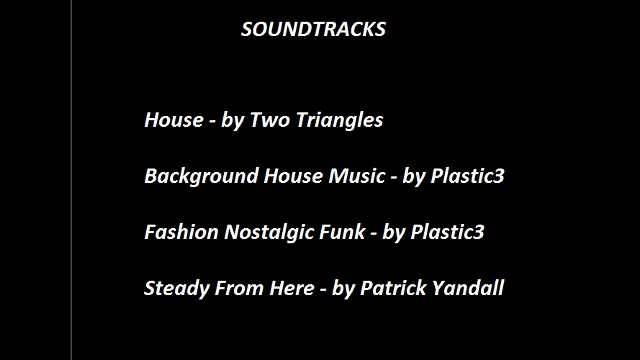 SOUNDTRACKS
House - by Two Triangles
Background House Music - by Plastic3
Fashion Nostalgic Funk - by Plastic3
Steady From Here - by Patrick Yandall